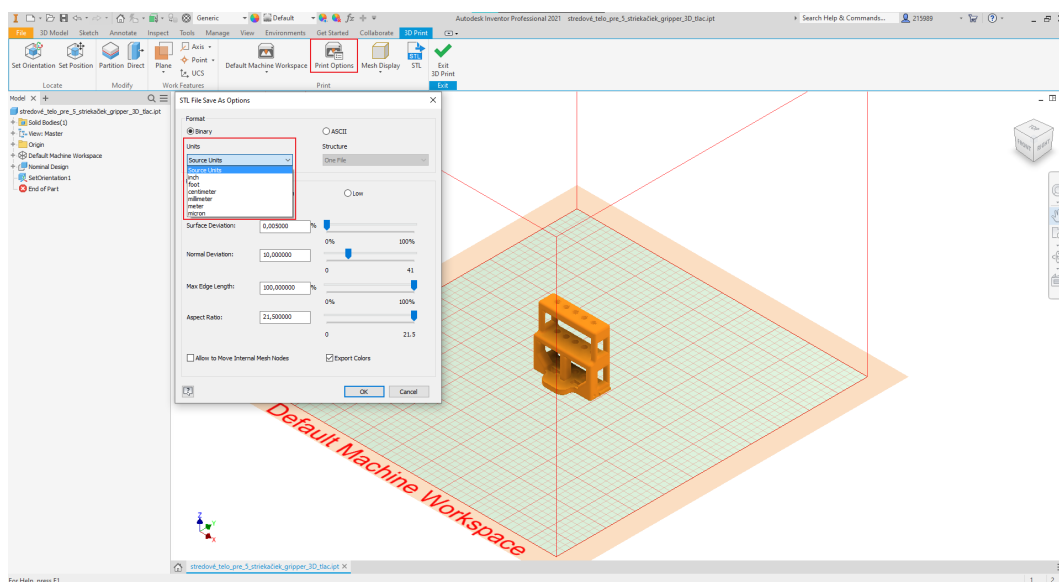 Generic
Default
Autodesk Inventor Professional 2021 stredové_telo_pre_5_striekačiek_gripper_3D_tlac.ipt
Search Help & Commands...
215989
File 3D Model Sketch Annotate Inspect Tools Manage View Environments Get Started Collaborate 3D Print
Set Orientation Set Position Partition Direct Plane
Axis
Point
UCS
Default Machine Workspace Print Options Mesh Display STL Exit
3D Print
Locate Modify Work Features Print Exit
Model
stredové_telo_pre_5_striekačiek_gripper_3D_tlac.ipt
Solid Bodies(1)
View: Master
Origin
Default Machine Workspace
Nominal Design
SetOrientation1
End of Part
STL File Save As Options
Format
Binary ASCII
Units Structure
Source Units One File
Source Units
inch
foot
centimeter
millimeter
meter
micron
Low
Surface Deviation: 0,005000 %
0% 100%
Normal Deviation: 10,000000
0 41
Max Edge Length: 100,000000 %
0% 100%
Aspect Ratio: 21,500000
0 21.5
Allow to Move Internal Mesh Nodes Export Colors
OK Cancel
TOP
FRONT RIGHT
Default Machine Workspace
Z
Y
X
stredové_telo_pre_5_striekačiek_gripper_3D_tlac.ipt
For Help, press F1
1 2